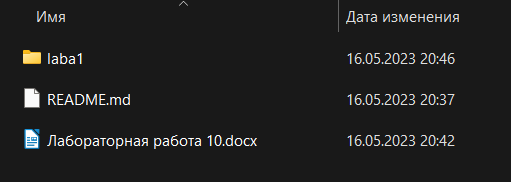 Имя Дата изменения
laba1 16.05.2023 20:46
README.md 16.05.2023 20:37
Лабораторная работа 10.docx 16.05.2023 20:42